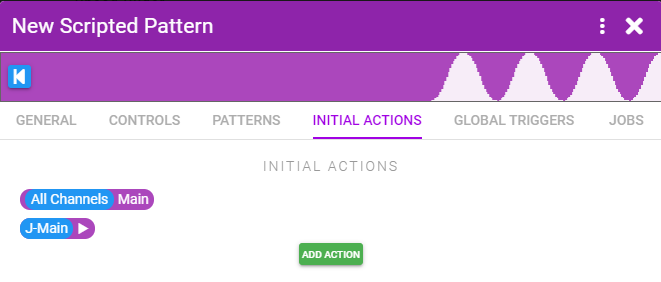 New Scripted Pattern
GENERAL CONTROLS PATTERNS INITIAL ACTIONS GLOBAL TRIGGERS JOBS
INITIAL ACTIONS
All Channels Main
J-Main
ADD ACTION